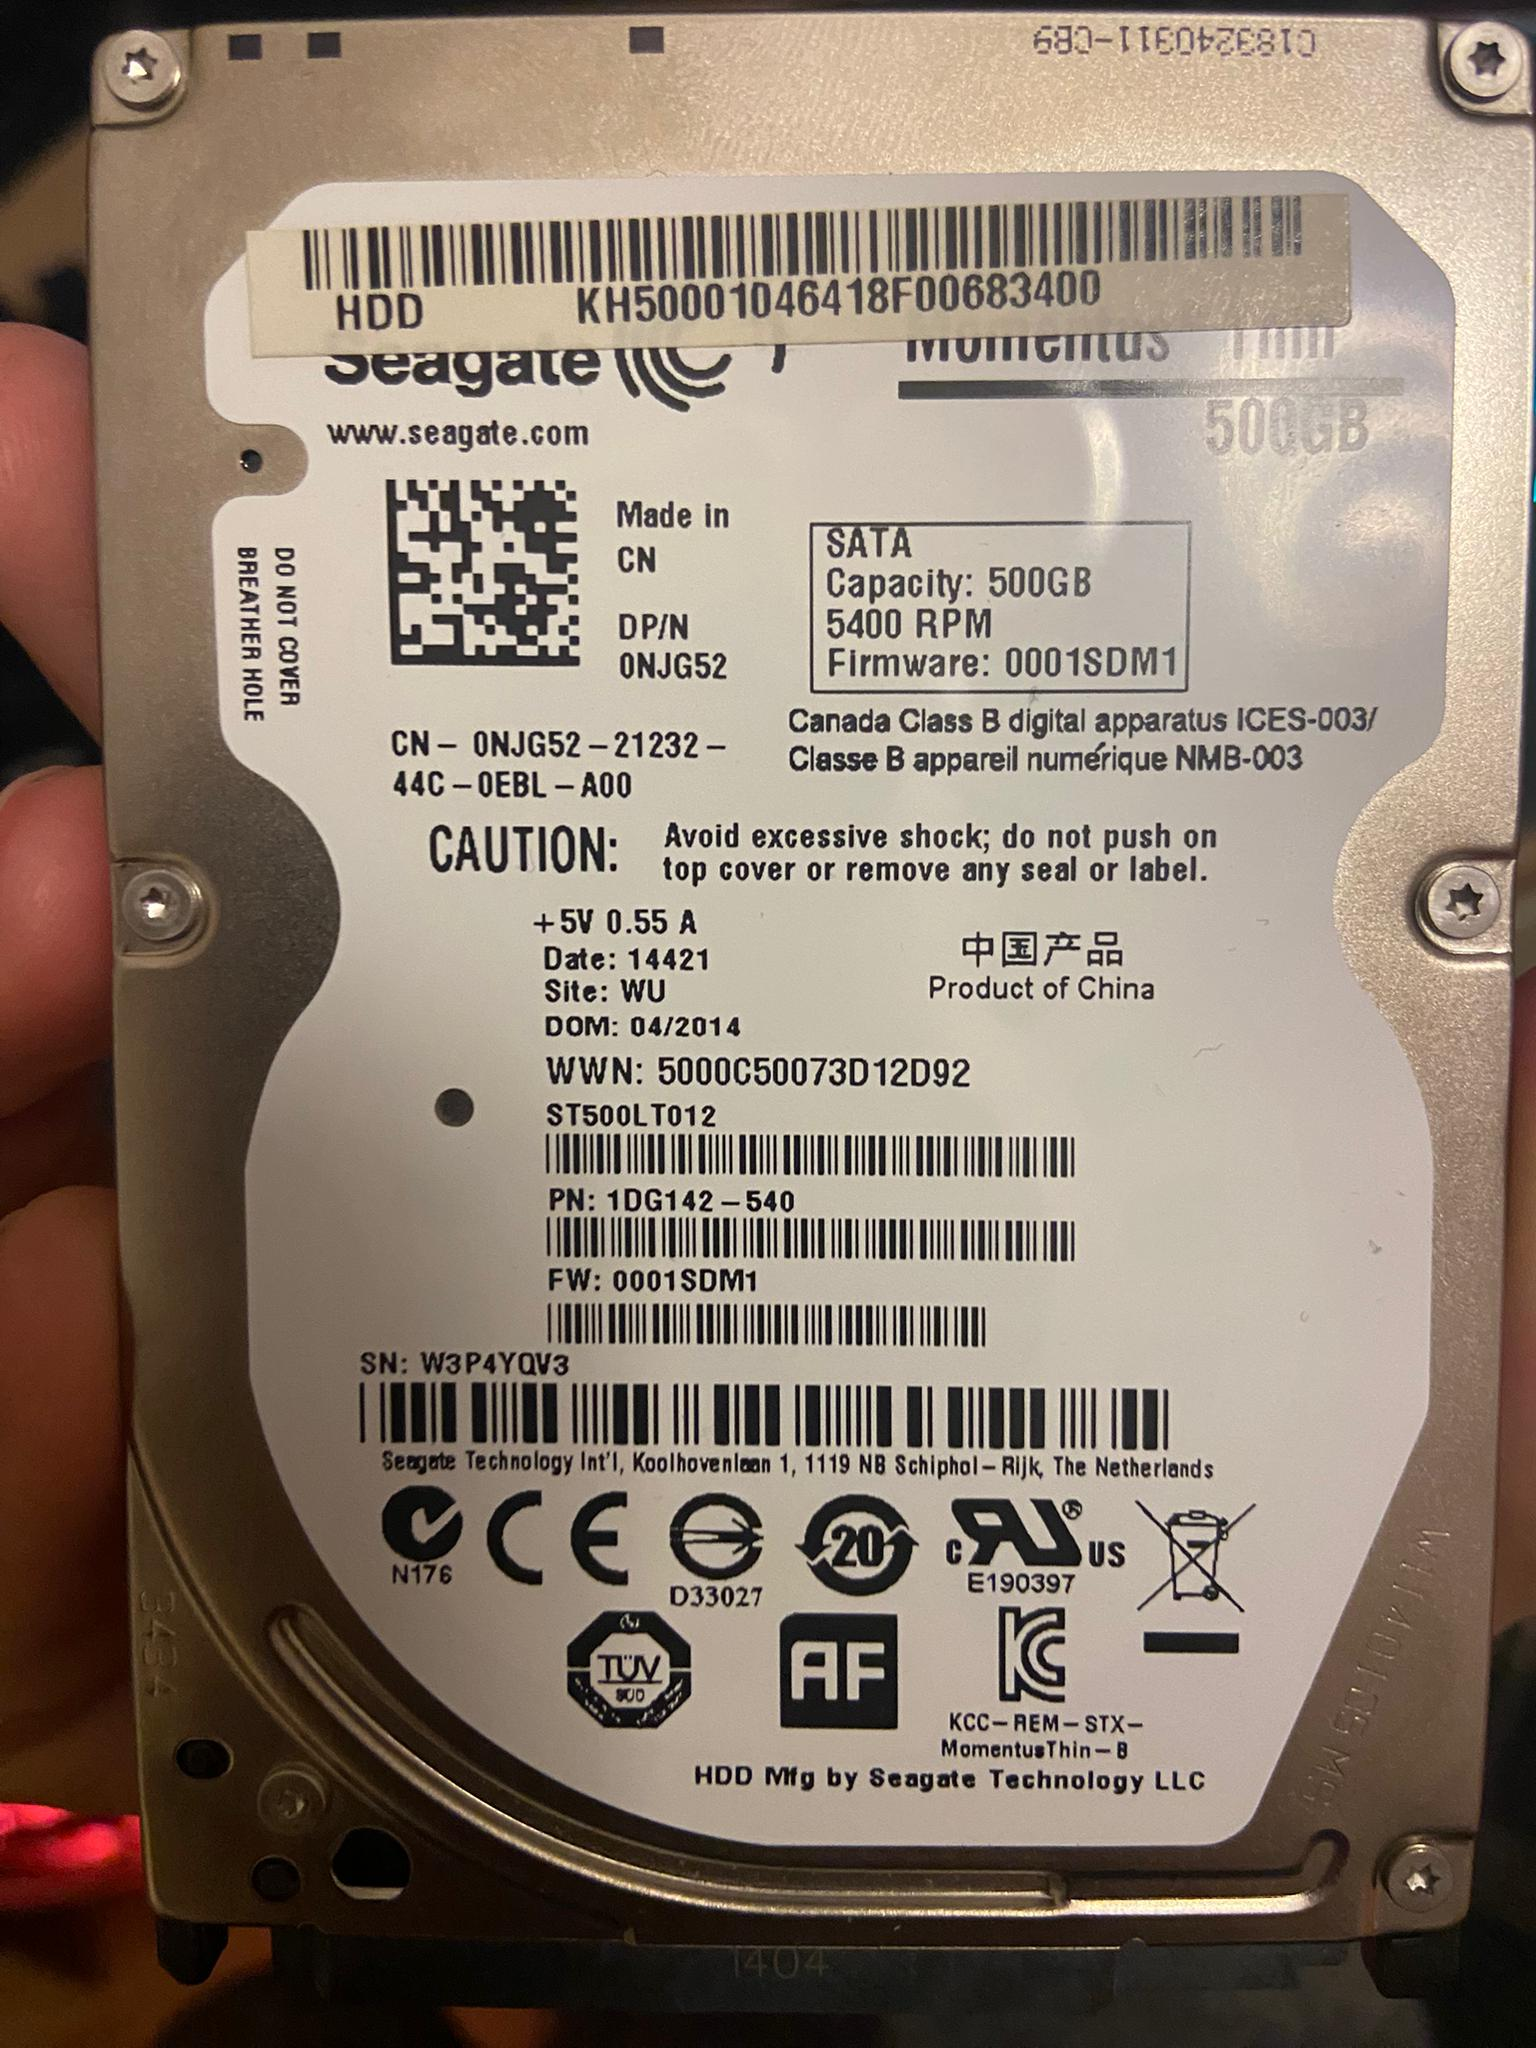 C183240311-CB9
HDD KH50001046418F00683400
Seagate Momentus Thin
500GB
www.seagate.com
DO NOT COVER
BREATHER HOLE
Made in
CN
DP/N
0NJG52
SATA
Capacity: 500GB
5400 RPM
Firmware: 0001SDM1
CN- 0NJG52-21232-
44C-0EBL-A00
Canada Class B digital apparatus ICES-003/
Classe B appareil numérique NMB-003
CAUTION: Avoid excessive shock; do not push on
top cover or remove any seal or label.
+5V 0.55 A
Date: 14421
Site: WU
DOM: 04/2014
中国产品
Product of China
WWN: 5000C50073D12D92
ST500LT012
PN: 1DG142-540
FW: 0001SDM1
SN: W3P4YQV3
Seagate Technology Int'l, Koolhovenlaan 1, 1119 NB Schiphol-Rijk, The Netherlands
N176
CE
D33027
20
c RU ® US
E190397
TÜV
SÜD
AF
KC
KCC-REM-STX-
MomentusThin-B
HDD Mfg by Seagate Technology LLC
3434
1404